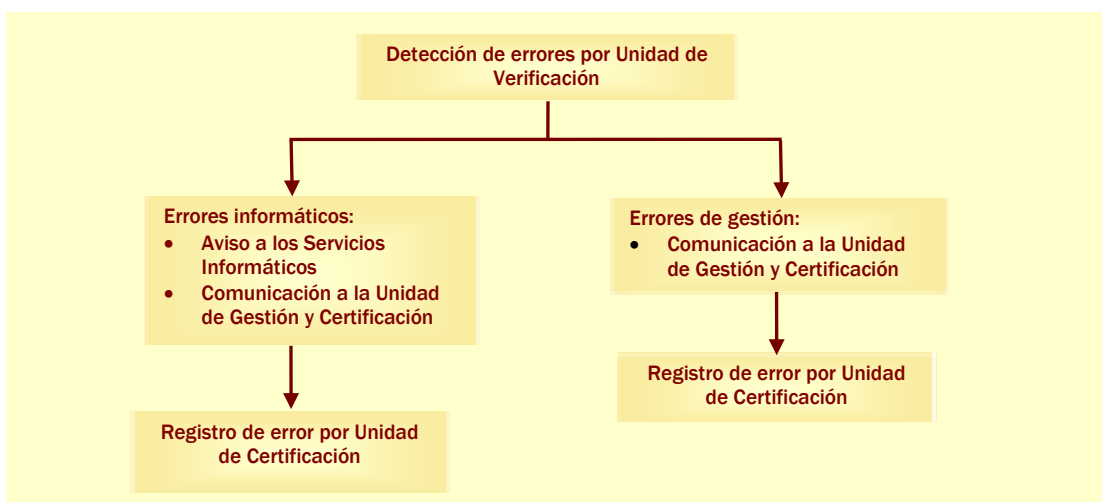 Detección de errores por Unidad de
Verificación
Errores informáticos:
• Aviso a los Servicios
Informáticos
• Comunicación a la Unidad
de Gestión y Certificación
Registro de error por Unidad
de Certificación
Errores de gestión:
• Comunicación a la Unidad
de Gestión y Certificación
Registro de error por Unidad
de Certificación